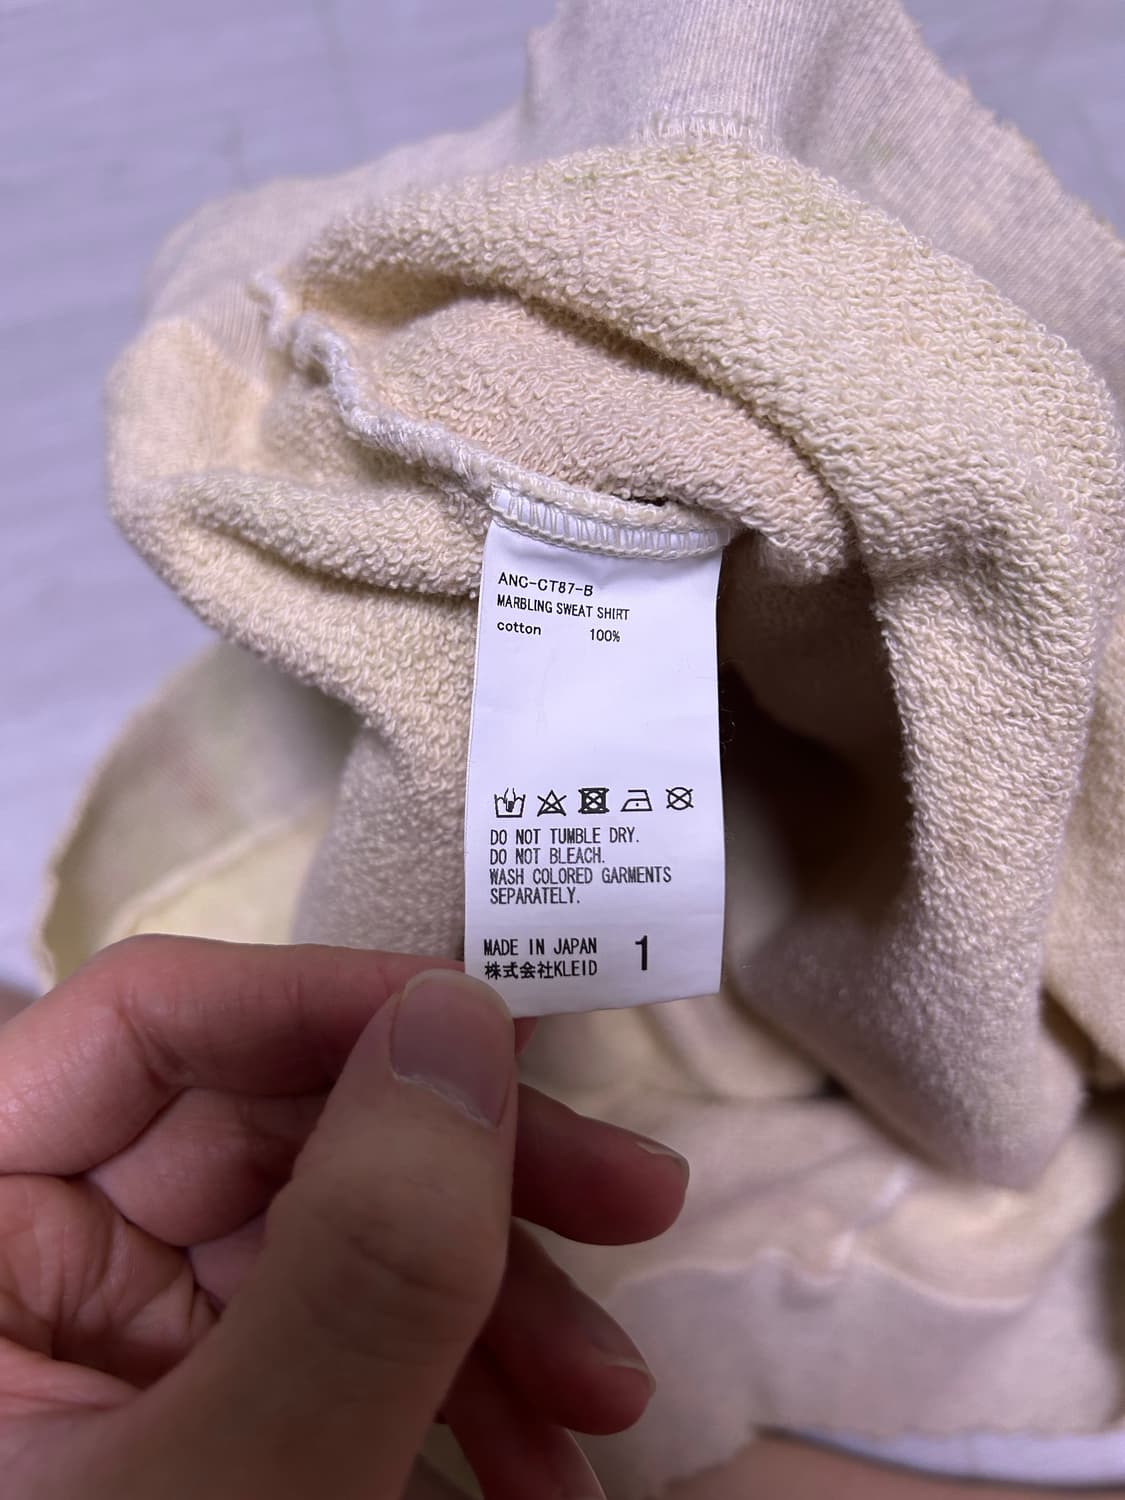 ANC-CT87-B
MARBLING SWEAT SHIRT
cotton 100%
DO NOT TUMBLE DRY.
DO NOT BLEACH.
WASH COLORED GARMENTS
SEPARATELY.
MADE IN JAPAN 1
株式会社KLEID